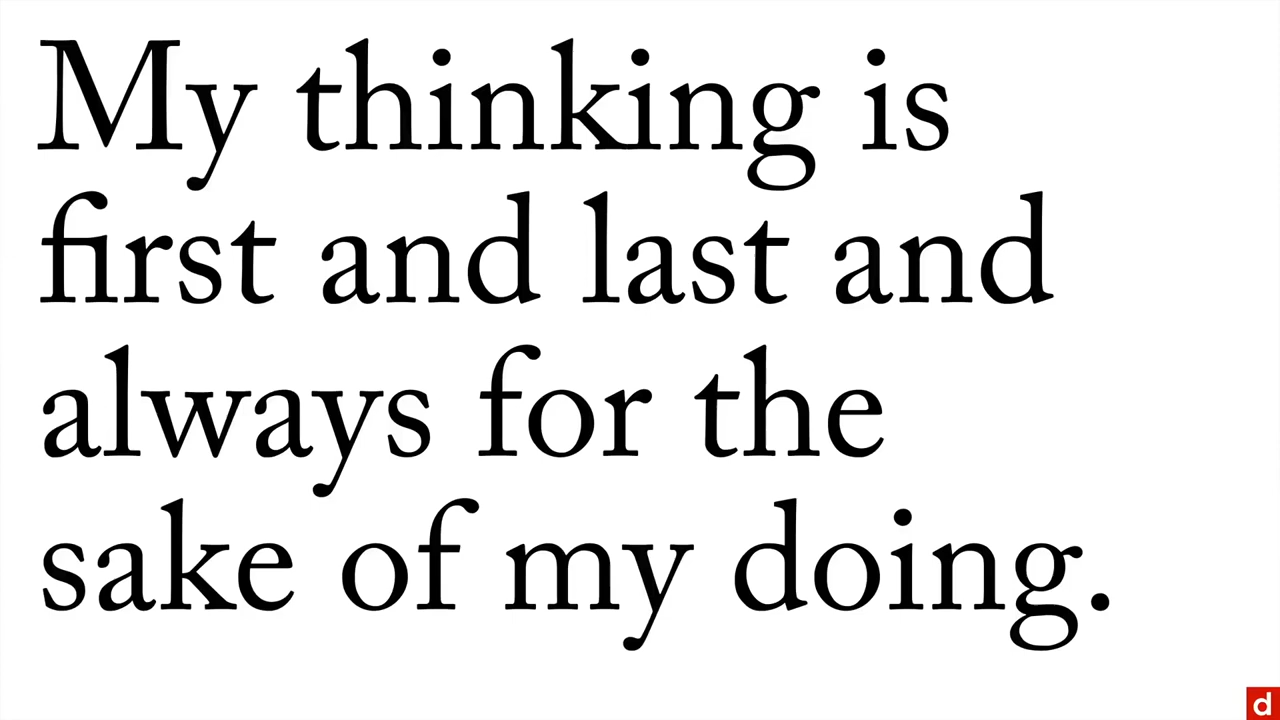 My thinking is
first and last and
always for the
sake of my doing.
d